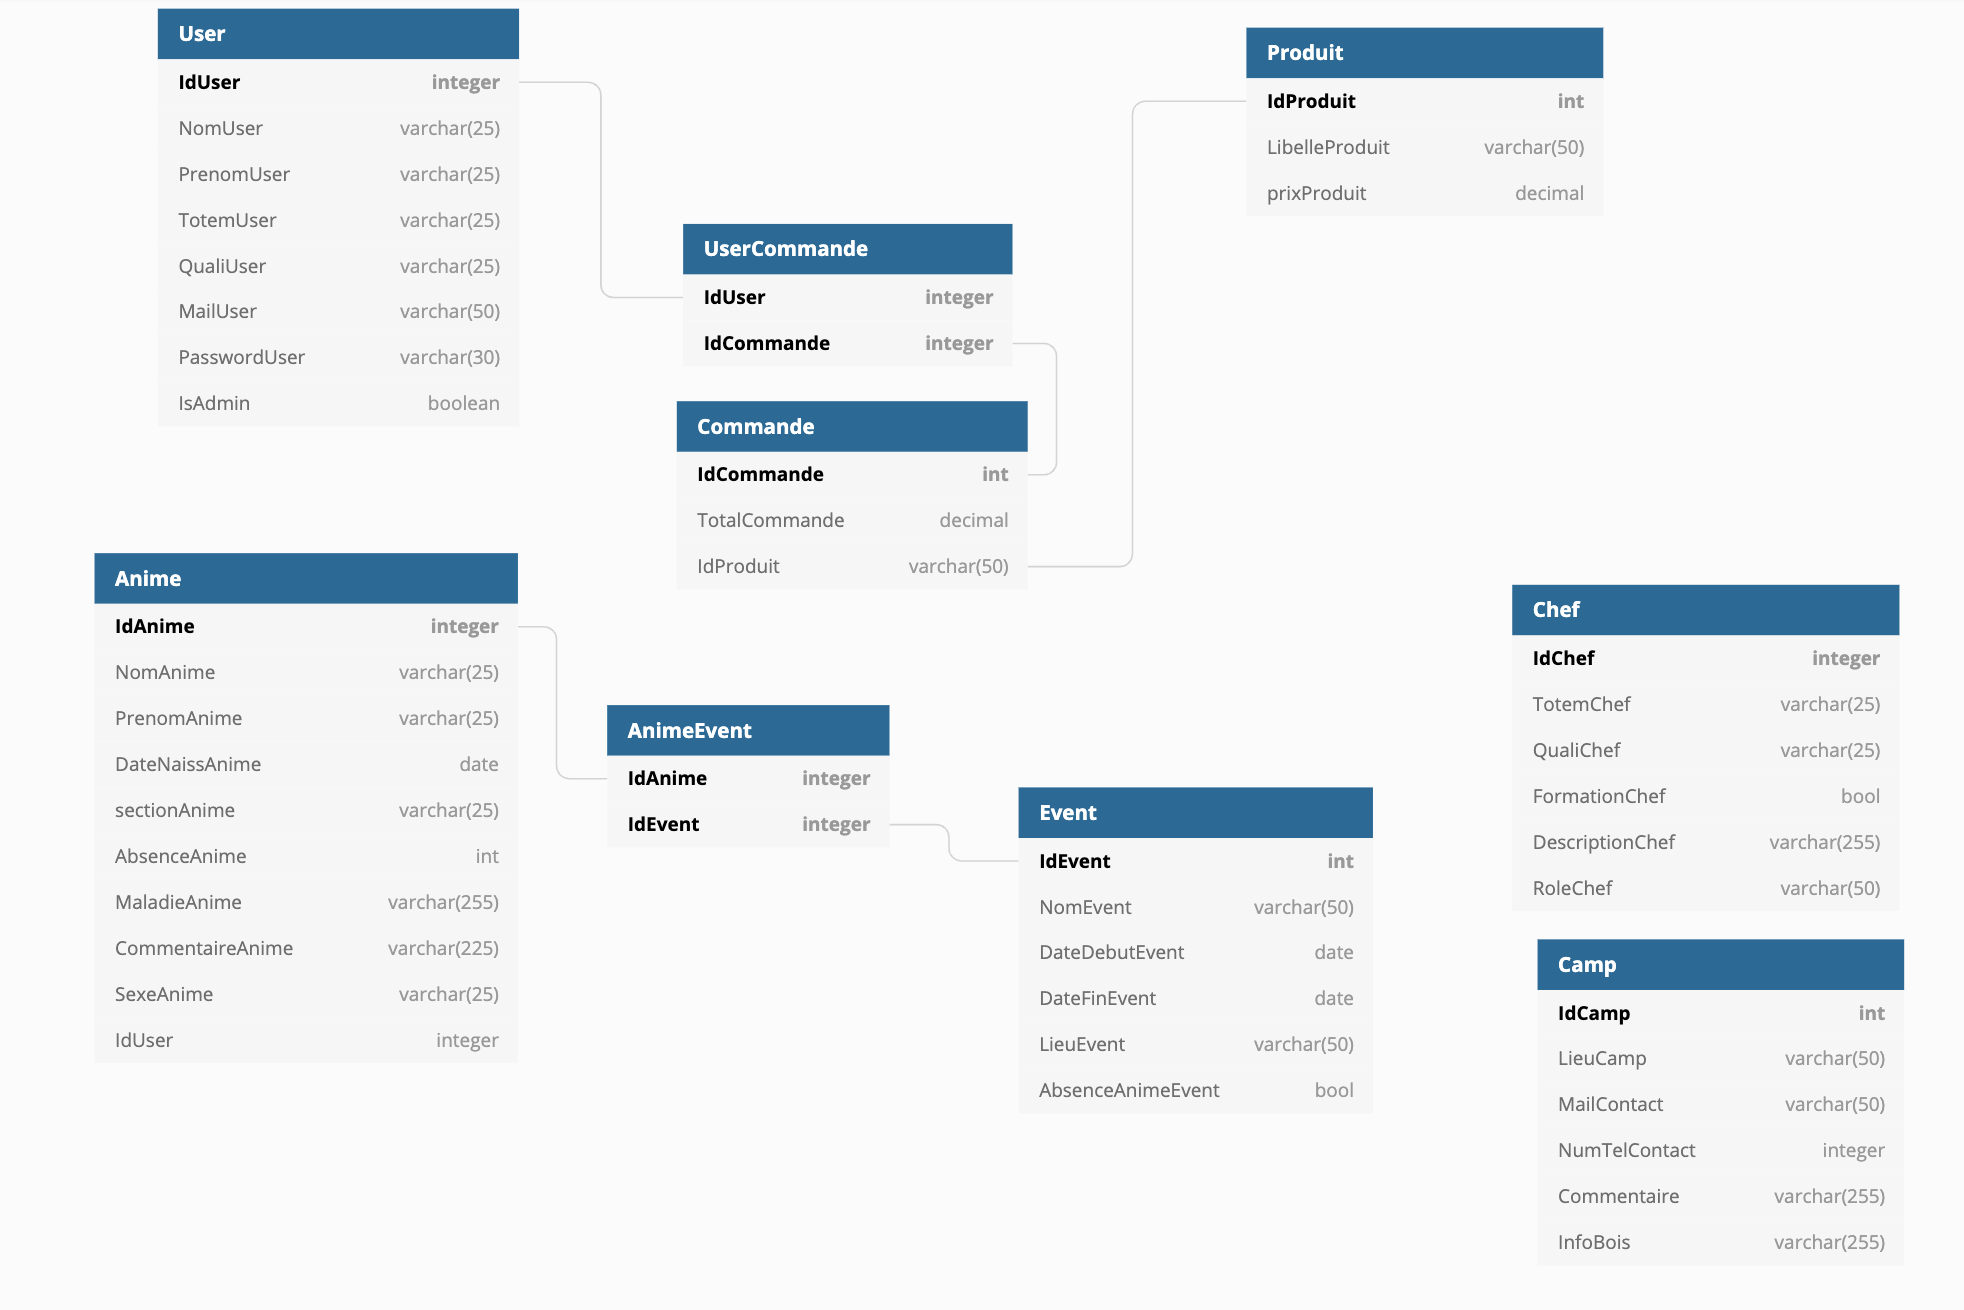 User
IdUser integer
NomUser varchar(25)
PrenomUser varchar(25)
TotemUser varchar(25)
QualiUser varchar(25)
MailUser varchar(50)
PasswordUser varchar(30)
IsAdmin boolean
Produit
IdProduit int
LibelleProduit varchar(50)
prixProduit decimal
UserCommande
IdUser integer
IdCommande integer
Commande
IdCommande int
TotalCommande decimal
IdProduit varchar(50)
Anime
IdAnime integer
NomAnime varchar(25)
PrenomAnime varchar(25)
DateNaissAnime date
sectionAnime varchar(25)
AbsenceAnime int
MaladieAnime varchar(255)
CommentaireAnime varchar(225)
SexeAnime varchar(25)
IdUser integer
AnimeEvent
IdAnime integer
IdEvent integer
Event
IdEvent int
NomEvent varchar(50)
DateDebutEvent date
DateFinEvent date
LieuEvent varchar(50)
AbsenceAnimeEvent bool
Chef
IdChef integer
TotemChef varchar(25)
QualiChef varchar(25)
FormationChef bool
DescriptionChef varchar(255)
RoleChef varchar(50)
Camp
IdCamp int
LieuCamp varchar(50)
MailContact varchar(50)
NumTelContact integer
Commentaire varchar(255)
InfoBois varchar(255)